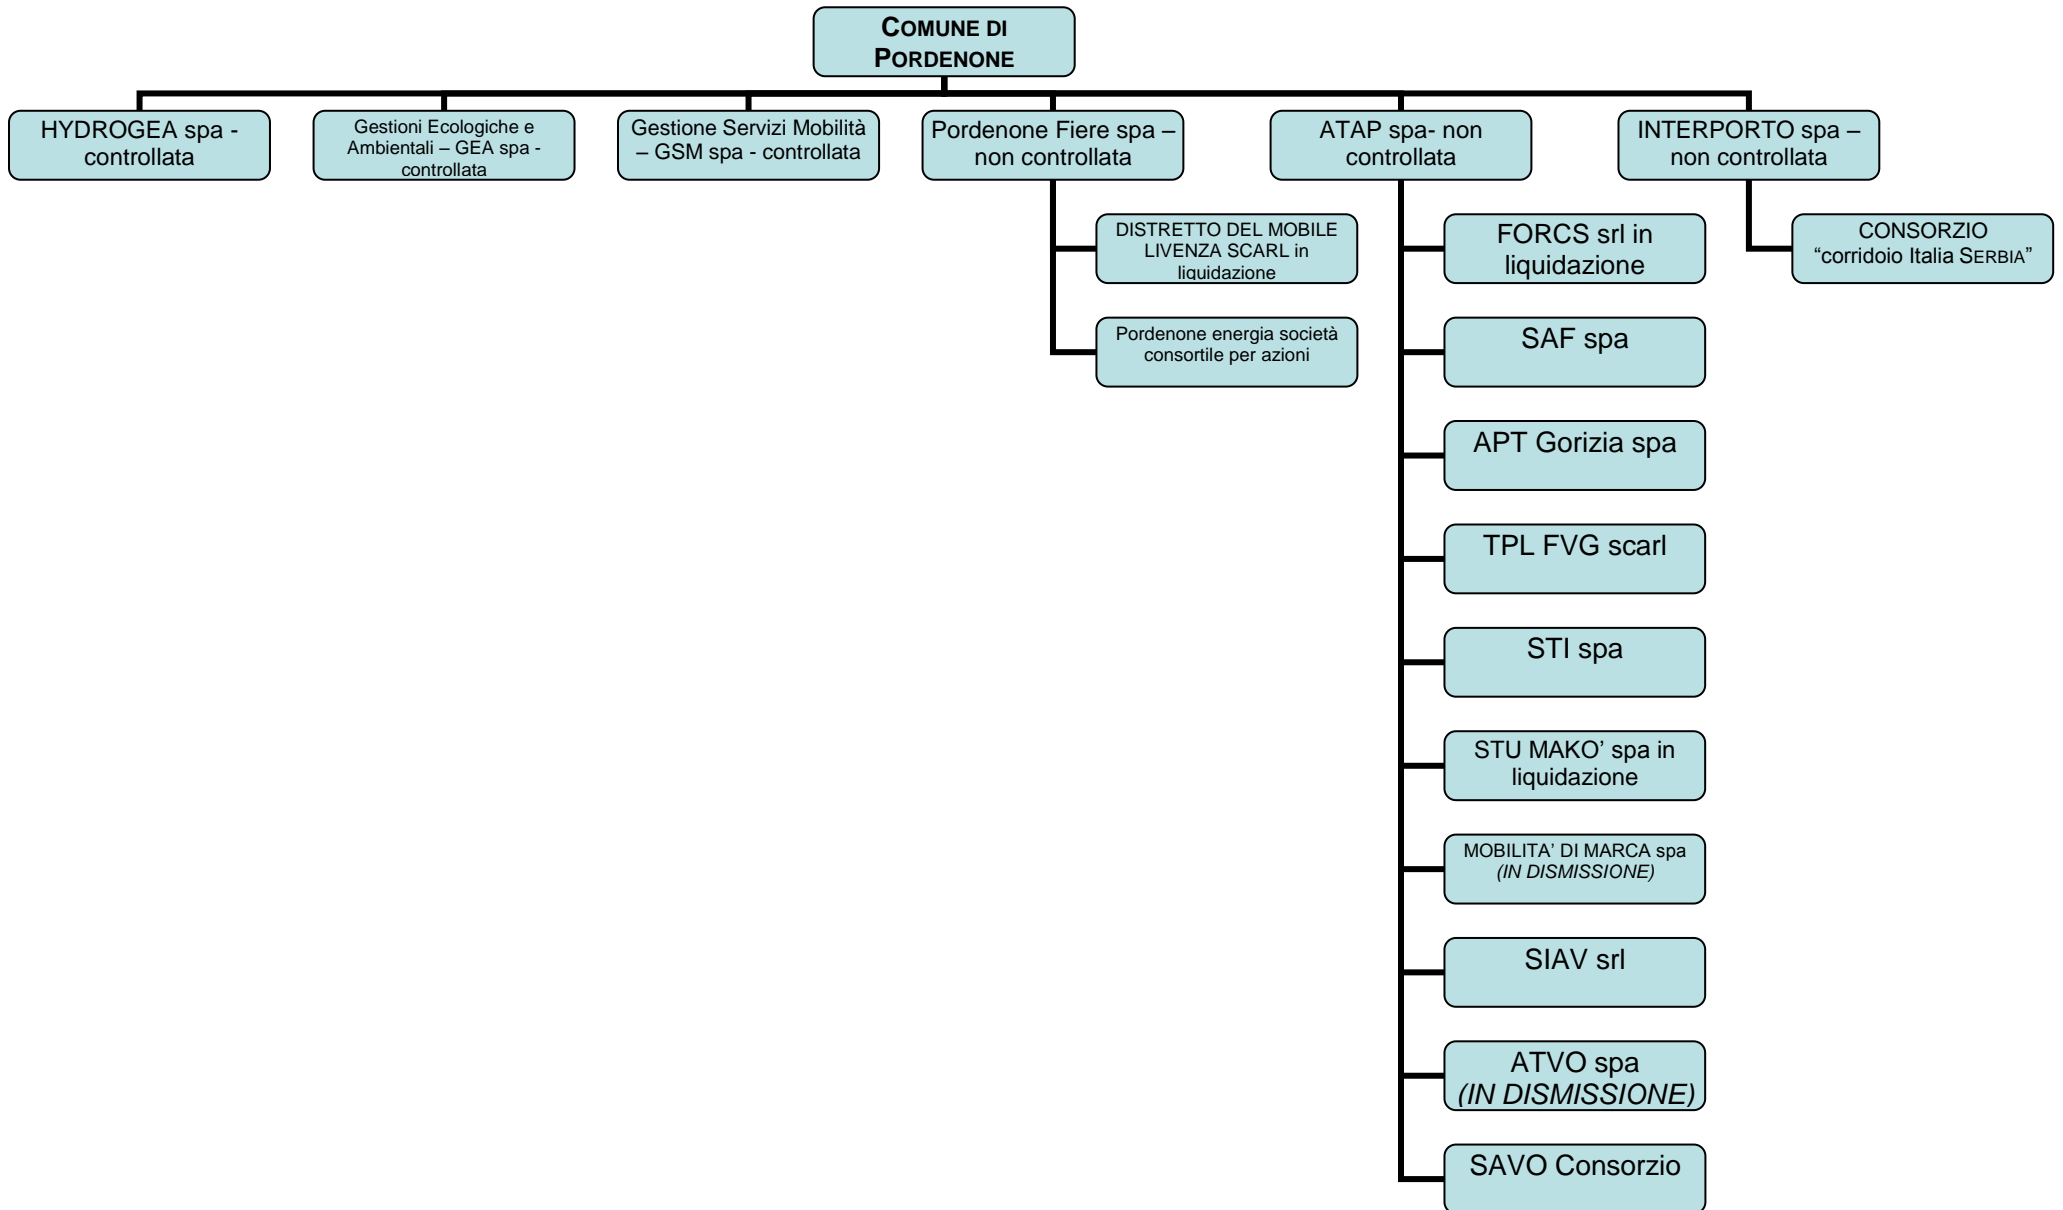 COMUNE DI
PORDENONE
HYDROGEA spa -
controllata
Gestioni Ecologiche e
Ambientali – GEA spa -
controllata
Gestione Servizi Mobilità
– GSM spa - controllata
Pordenone Fiere spa –
non controllata
ATAP spa- non
controllata
INTERPORTO spa –
non controllata
DISTRETTO DEL MOBILE
LIVENZA SCARL in
liquidazione
Pordenone energia società
consortile per azioni
FORCS srl in
liquidazione
SAF spa
APT Gorizia spa
TPL FVG scarl
STI spa
STU MAKO’ spa in
liquidazione
MOBILITA’ DI MARCA spa
(IN DISMISSIONE)
SIAV srl
ATVO spa
(IN DISMISSIONE)
SAVO Consorzio
CONSORZIO
“corridoio Italia SERBIA”